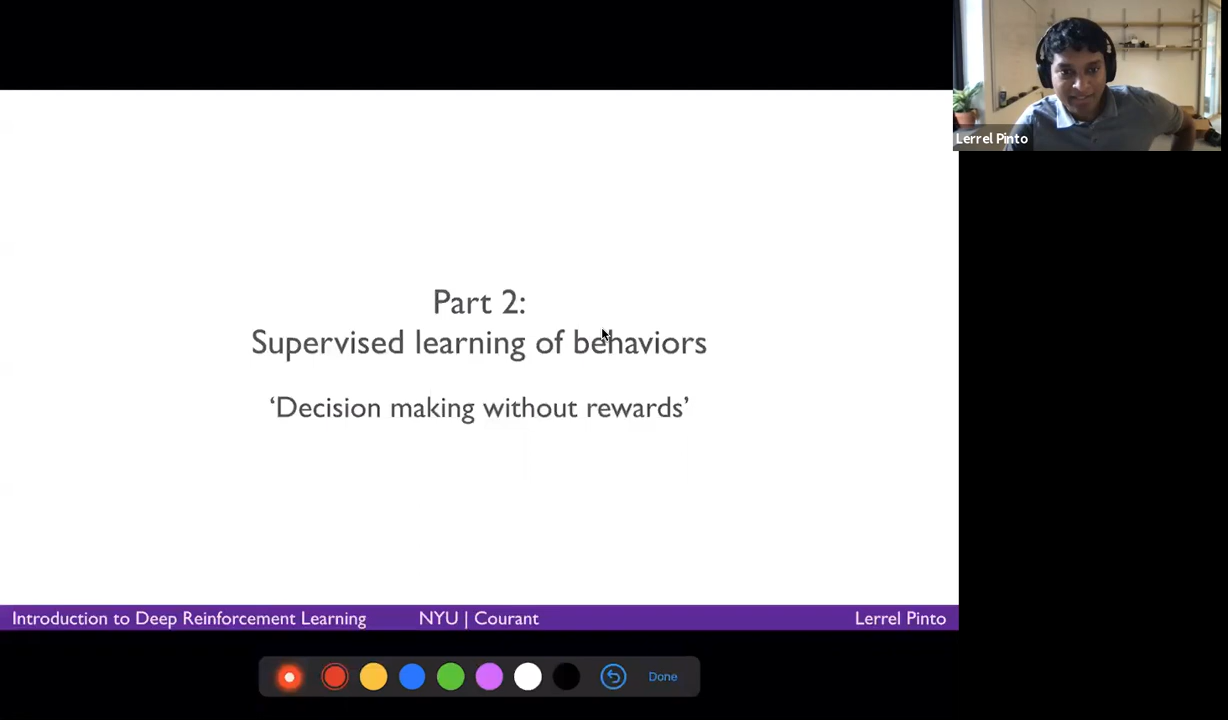 Lerrel Pinto
Part 2:
Supervised learning of behaviors
‘Decision making without rewards’
Introduction to Deep Reinforcement Learning
NYU | Courant
Lerrel Pinto
Done